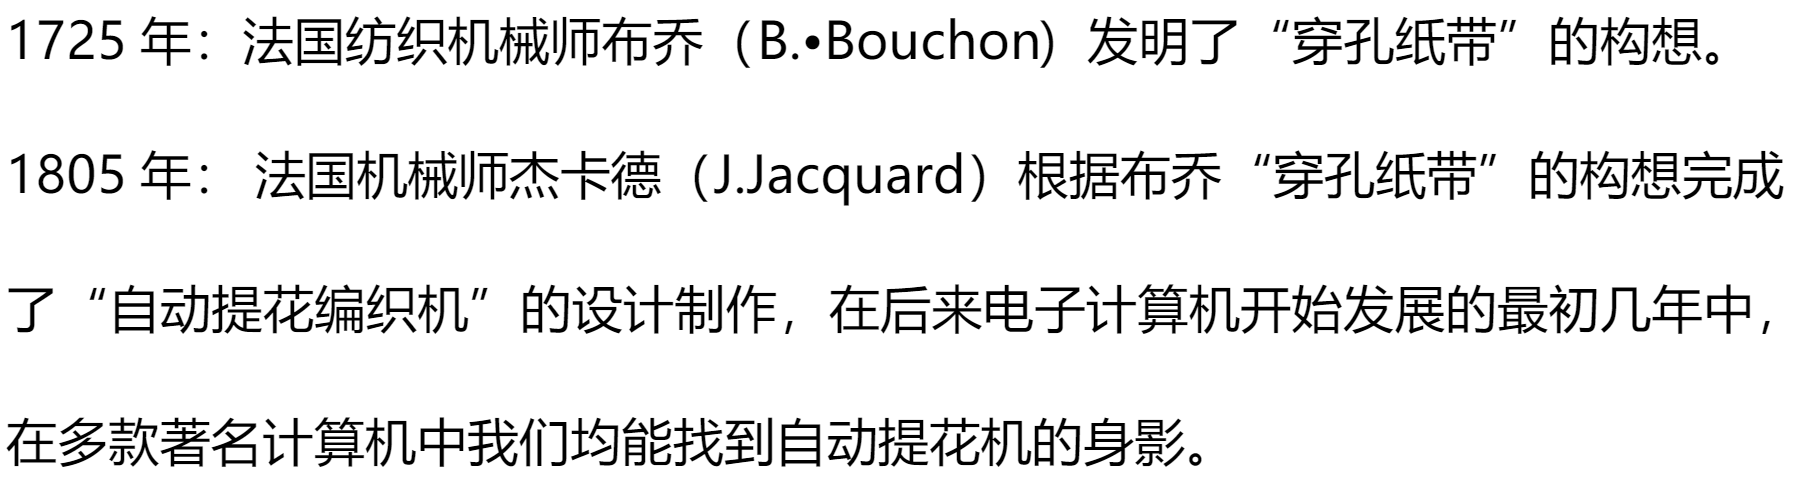 1725 年：法国纺织机械师布乔（B.•Bouchon）发明了“穿孔纸带”的构想。
1805 年： 法国机械师杰卡德（J.Jacquard）根据布乔“穿孔纸带”的构想完成
了“自动提花编织机”的设计制作，在后来电子计算机开始发展的最初几年中，
在多款著名计算机中我们均能找到自动提花机的身影。